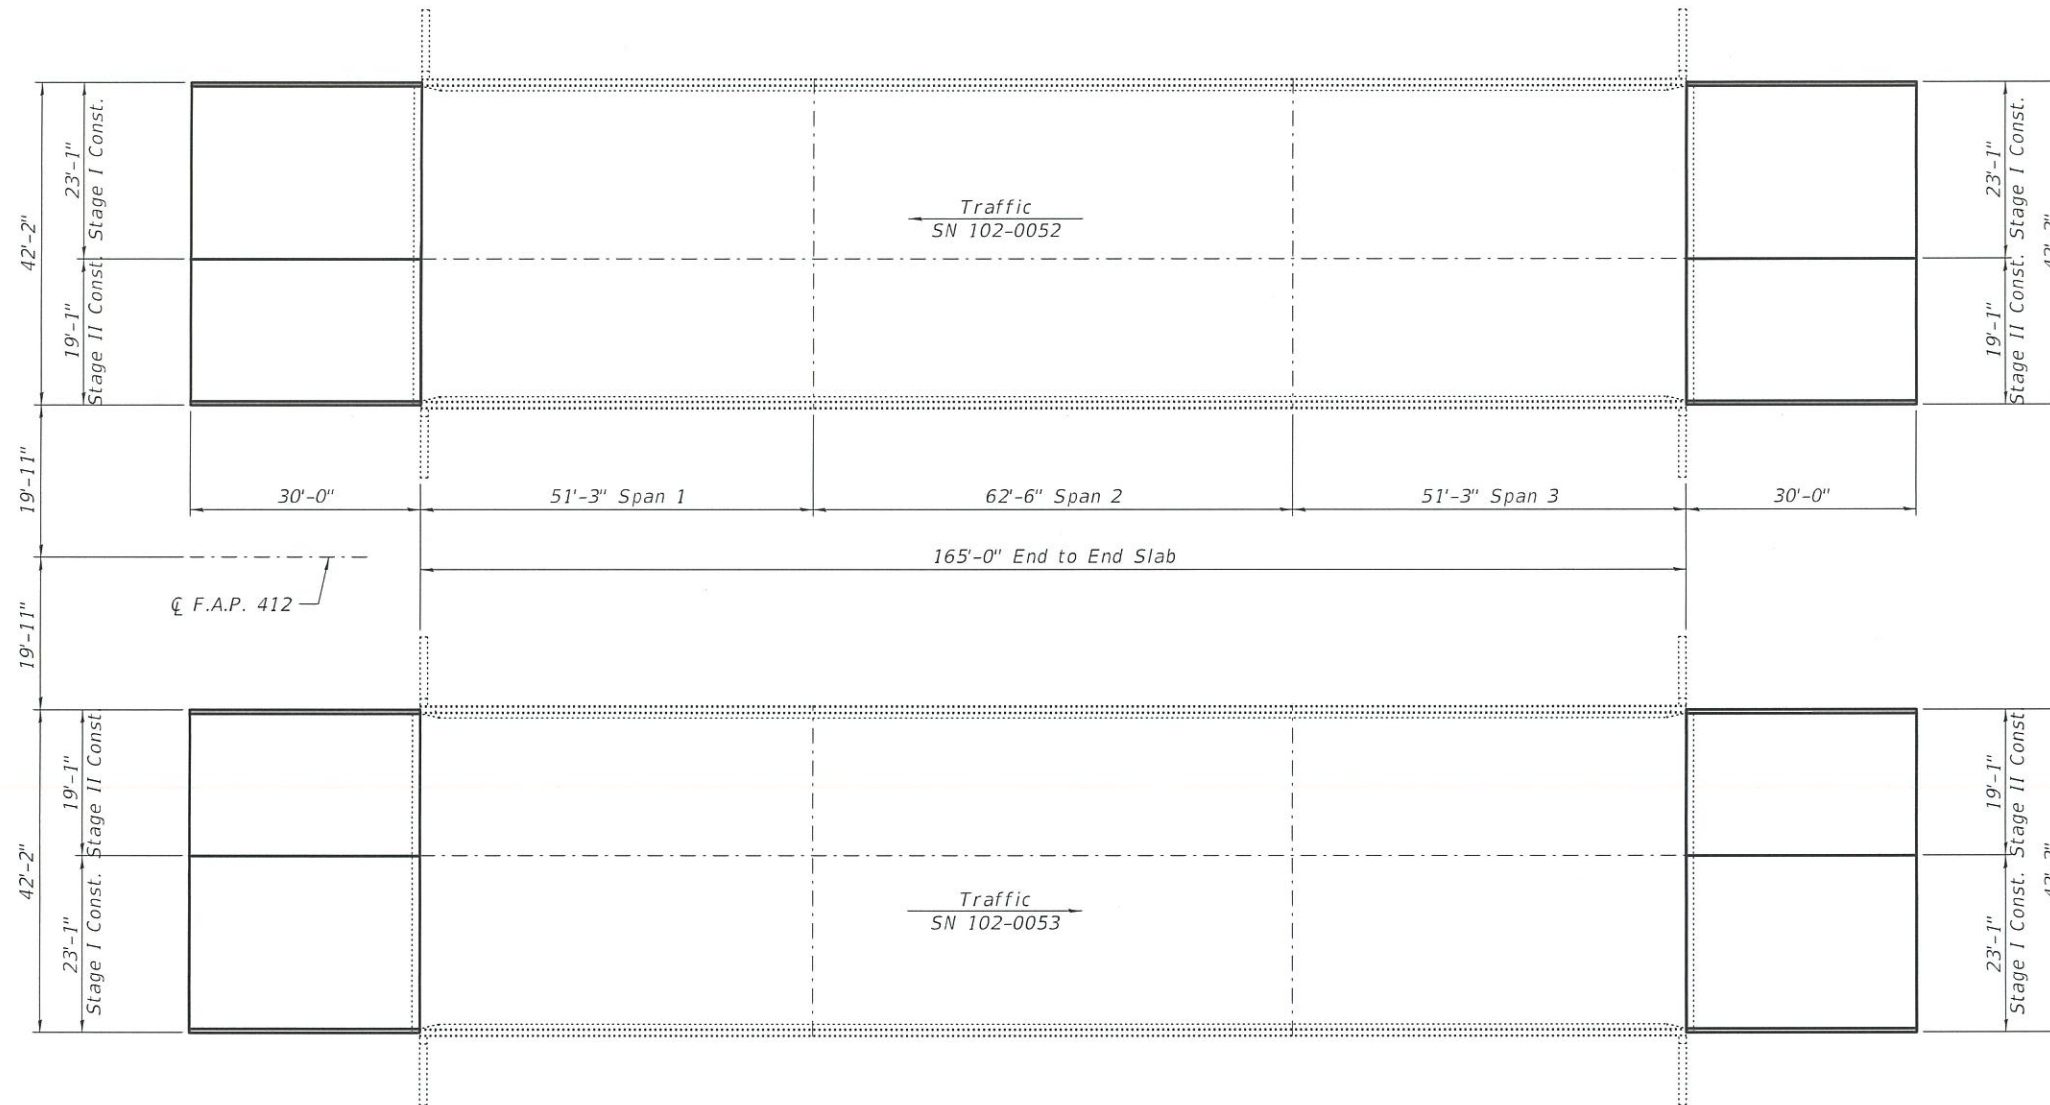 42'-2"
23'-1"
Stage I Const.
19'-1"
Stage II Const.
Traffic
SN 102-0052
23'-1"
Stage I Const.
19'-1"
Stage II Const.
19'-11"
30'-0"
51'-3" Span 1
62'-6" Span 2
51'-3" Span 3
30'-0"
165'-0" End to End Slab
℄ F.A.P. 412
19'-11"
42'-2"
19'-1"
Stage II Const.
23'-1"
Stage I Const.
Traffic
SN 102-0053
19'-1"
Stage II Const.
23'-1"
Stage I Const.